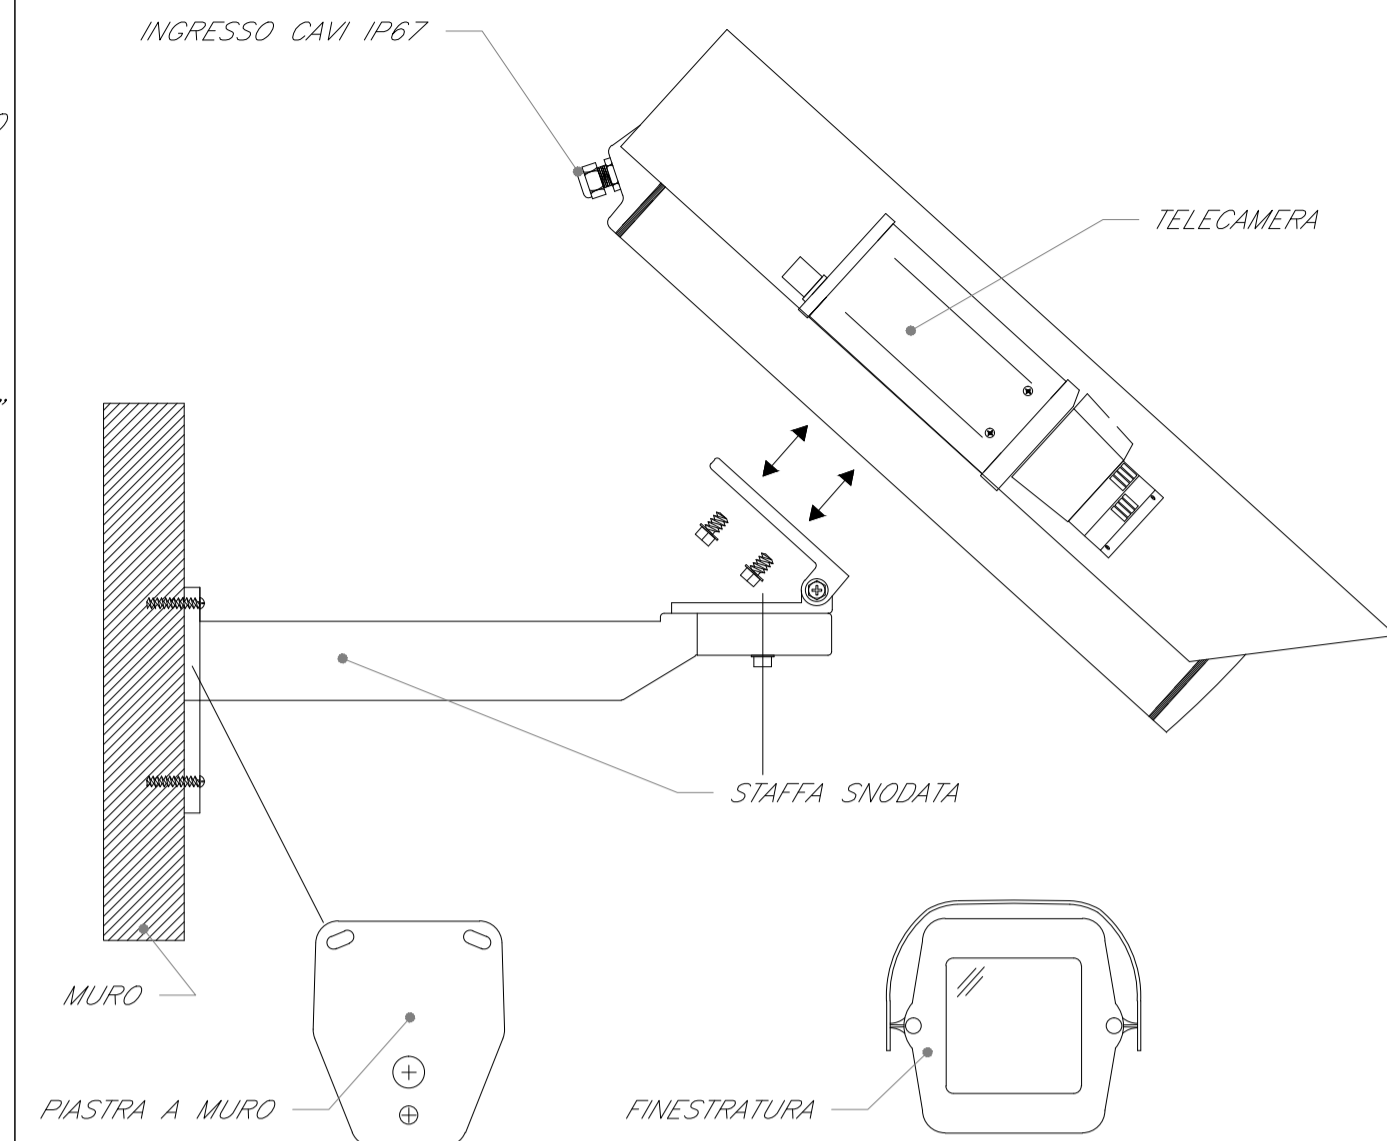 INGRESSO CAVI IP67
TELECAMERA
STAFFA SNODATA
MURO
PIASTRA A MURO
FINESTRATURA